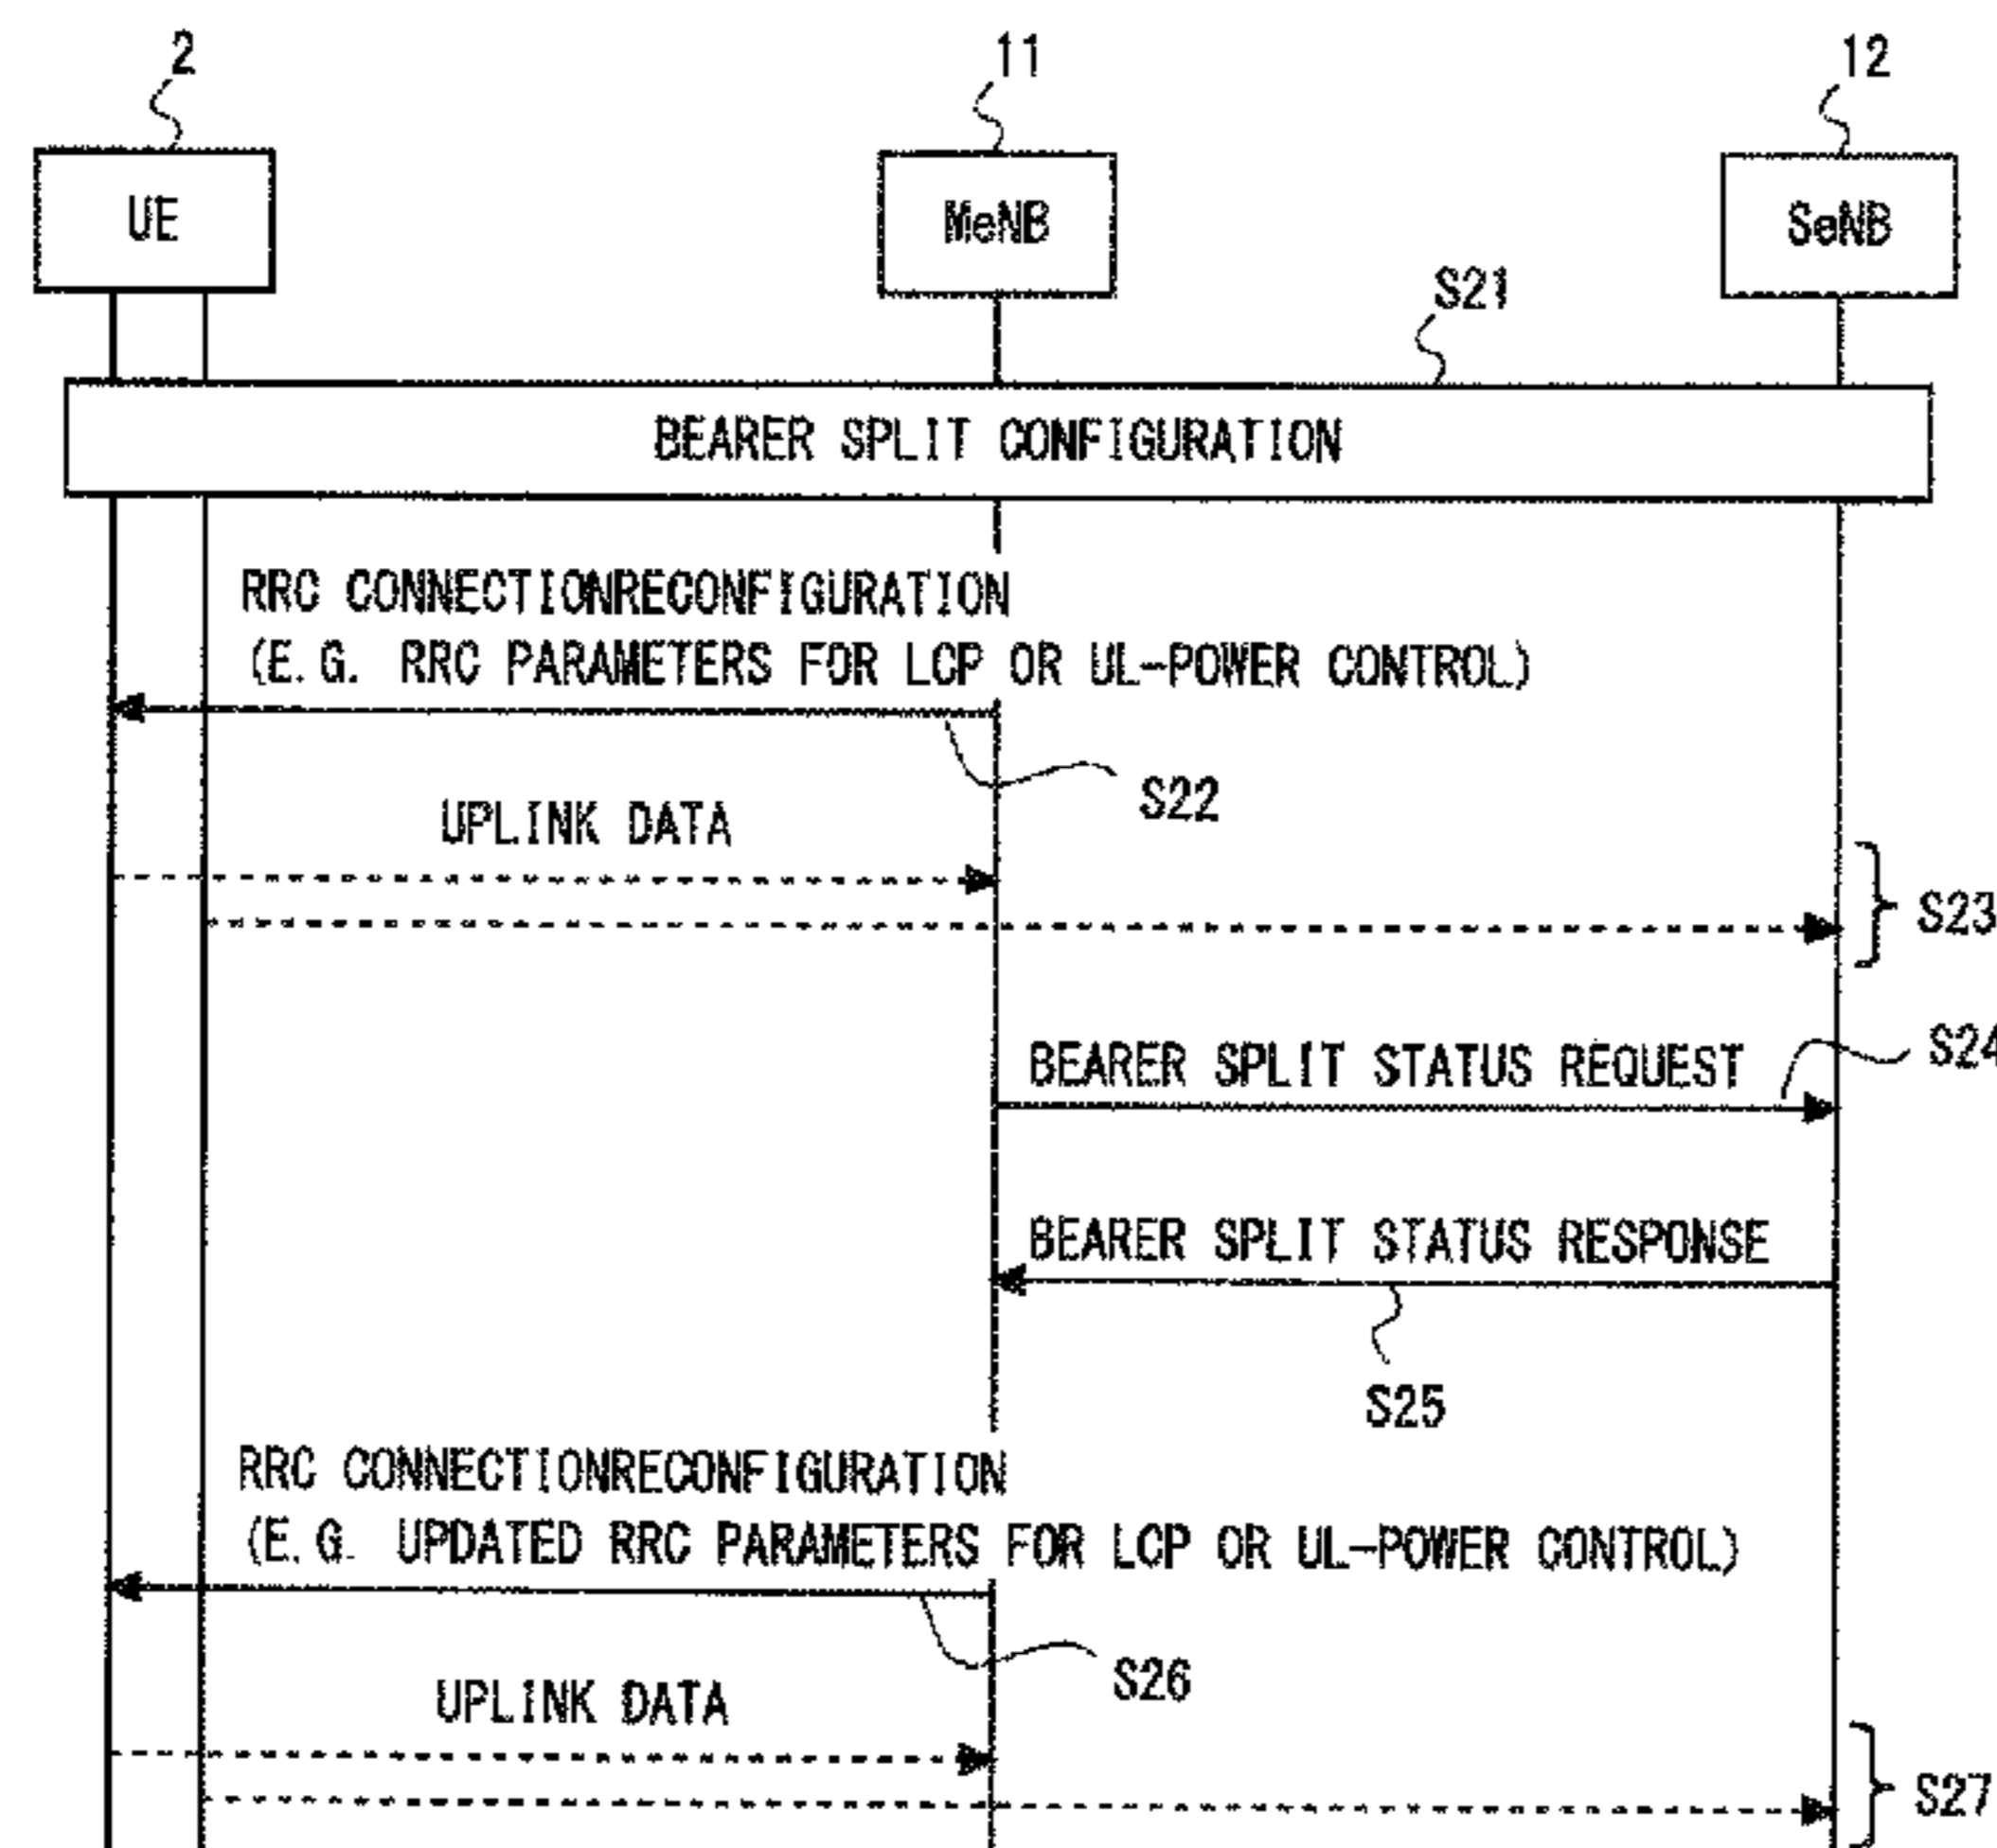 2
11
12
UE
MeNB
SeNB
S21
BEARER SPLIT CONFIGURATION
RRC CONNECTIONRECONFIGURATION
(E.G. RRC PARAMETERS FOR LCP OR UL-POWER CONTROL)
S22
UPLINK DATA
S23
BEARER SPLIT STATUS REQUEST
S24
BEARER SPLIT STATUS RESPONSE
S25
RRC CONNECTIONRECONFIGURATION
(E.G. UPDATED RRC PARAMETERS FOR LCP OR UL-POWER CONTROL)
S26
UPLINK DATA
S27